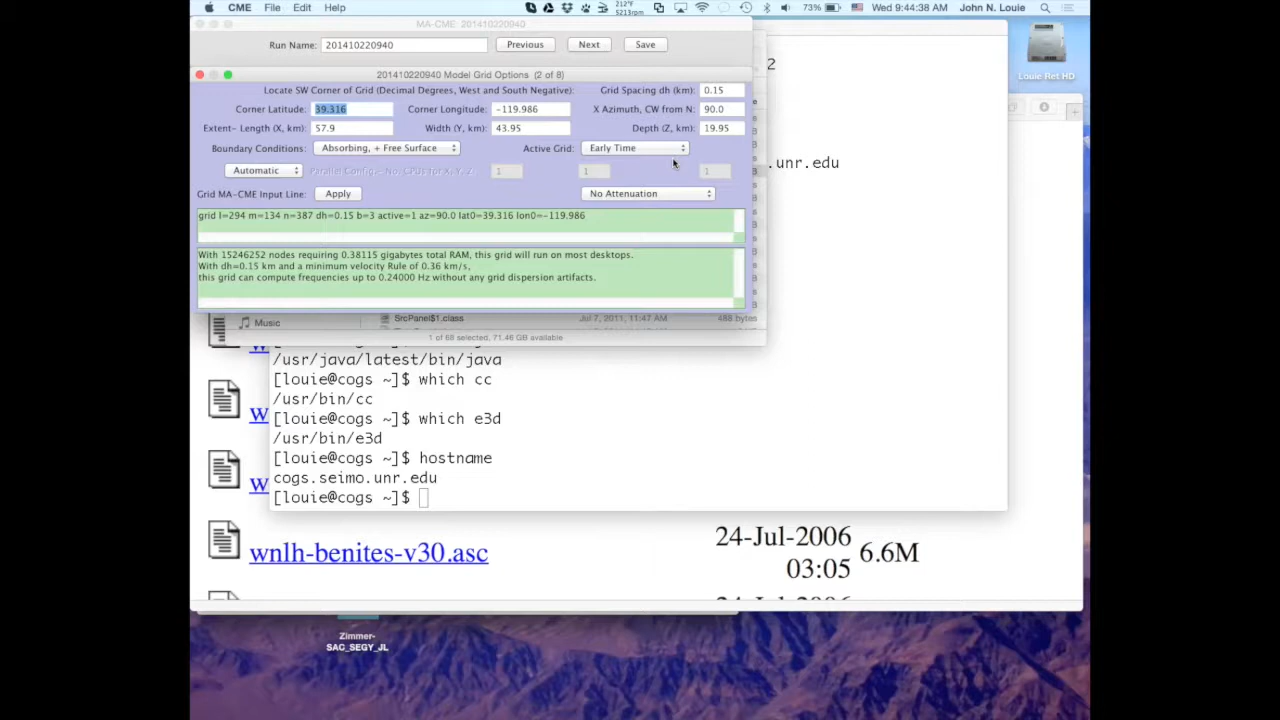 CME File Edit Help 212°F 5213rpm 73% Wed 9:44:38 AM John N. Louie
MA-CME: 201410220940
Run Name: 201410220940 Previous Next Save
201410220940 Model Grid Options (2 of 8)
Locate SW Corner of Grid (Decimal Degrees, West and South Negative): Grid Spacing dh (km): 0.15
Corner Latitude: 39.316 Corner Longitude: -119.986 X Azimuth, CW from N: 90.0
Extent- Length (X, km): 57.9 Width (Y, km): 43.95 Depth (Z, km): 19.95
Boundary Conditions: Absorbing, + Free Surface Active Grid: Early Time
Automatic Parallel Config.- No. CPUs for X, Y, Z: 1 1 1
Grid MA-CME Input Line: Apply No Attenuation
grid l=294 m=134 n=387 dh=0.15 b=3 active=1 az=90.0 lat0=39.316 lon0=-119.986
With 15246252 nodes requiring 0.38115 gigabytes total RAM, this grid will run on most desktops.
With dh=0.15 km and a minimum velocity Rule of 0.36 km/s,
this grid can compute frequencies up to 0.24000 Hz without any grid dispersion artifacts.
2
.unr.edu
Louie Ret HD
Music SrcPanel$1.class Jul 7, 2011, 11:47 AM 488 bytes
1 of 68 selected, 71.46 GB available
/usr/java/latest/bin/java
[louie@cogs ~]$ which cc
/usr/bin/cc
[louie@cogs ~]$ which e3d
/usr/bin/e3d
[louie@cogs ~]$ hostname
cogs.seimo.unr.edu
[louie@cogs ~]$
w
w
wnlh-benites-v30.asc 24-Jul-2006 03:05 6.6M
Zimmer-
SAC_SEGY_JL